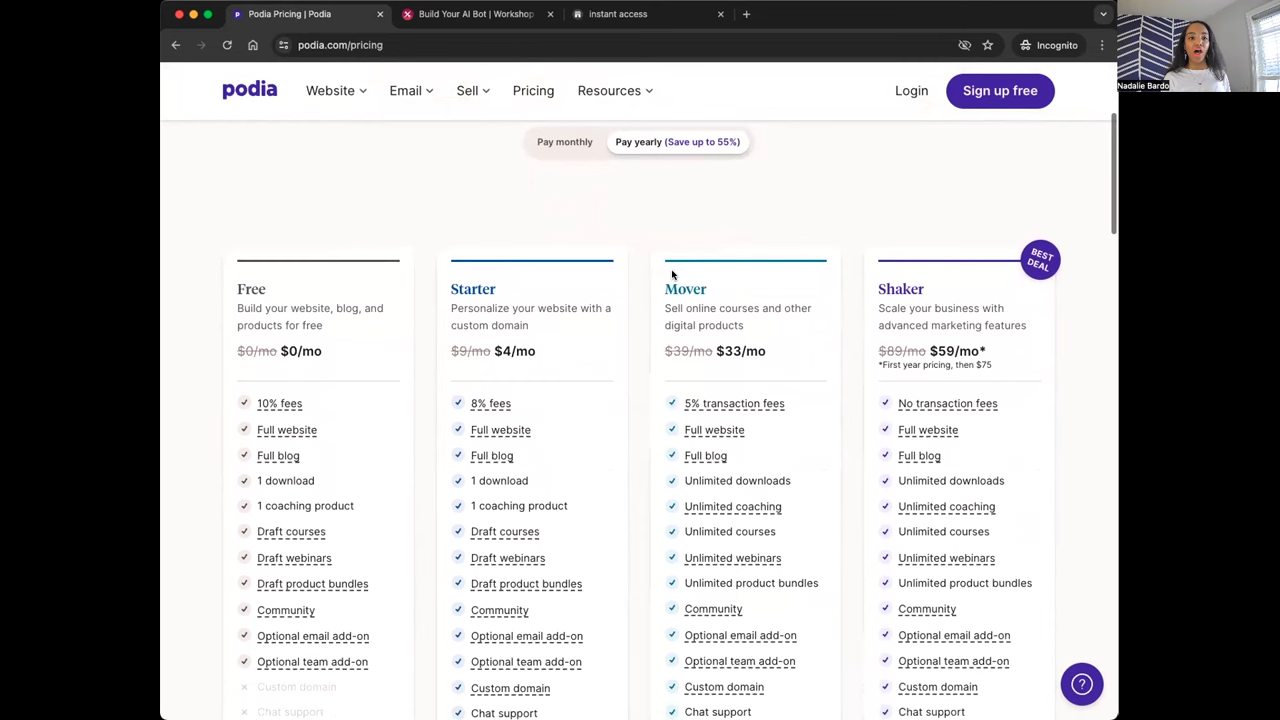 Podia Pricing | Podia
Build Your AI Bot | Workshop
instant access
podia.com/pricing
Incognito
Nadalie Bardo
podia
Website
Email
Sell
Pricing
Resources
Login
Sign up free
Pay monthly
Pay yearly (Save up to 55%)
BEST
DEAL
Free
Build your website, blog, and
products for free
$0/mo $0/mo
10% fees
Full website
Full blog
1 download
1 coaching product
Draft courses
Draft webinars
Draft product bundles
Community
Optional email add-on
Optional team add-on
Custom domain
Chat support
Starter
Personalize your website with a
custom domain
$9/mo $4/mo
8% fees
Full website
Full blog
1 download
1 coaching product
Draft courses
Draft webinars
Draft product bundles
Community
Optional email add-on
Optional team add-on
Custom domain
Chat support
Mover
Sell online courses and other
digital products
$39/mo $33/mo
5% transaction fees
Full website
Full blog
Unlimited downloads
Unlimited coaching
Unlimited courses
Unlimited webinars
Unlimited product bundles
Community
Optional email add-on
Optional team add-on
Custom domain
Chat support
Shaker
Scale your business with
advanced marketing features
$89/mo $59/mo*
*First year pricing, then $75
No transaction fees
Full website
Full blog
Unlimited downloads
Unlimited coaching
Unlimited courses
Unlimited webinars
Unlimited product bundles
Community
Optional email add-on
Optional team add-on
Custom domain
Chat support